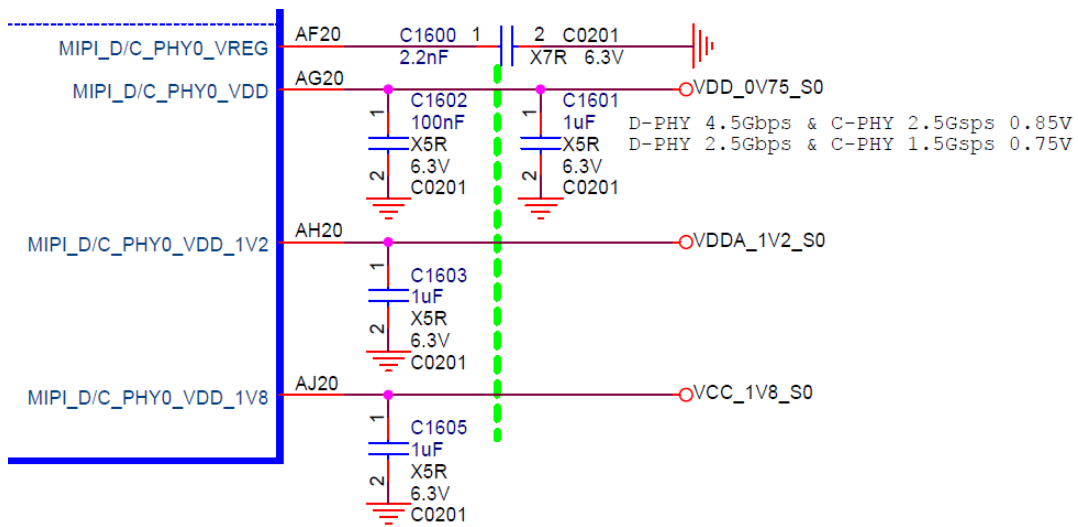 MIPI_D/C_PHY0_VREG
AF20
C1600
1
2
C0201
2.2nF
X7R
6.3V
MIPI_D/C_PHY0_VDD
AG20
VDD_0V75_S0
1
C1602
100nF
X5R
6.3V
C0201
2
1
C1601
1uF
X5R
6.3V
C0201
2
D-PHY 4.5Gbps & C-PHY 2.5Gsps 0.85V
D-PHY 2.5Gbps & C-PHY 1.5Gsps 0.75V
MIPI_D/C_PHY0_VDD_1V2
AH20
VDDA_1V2_S0
1
C1603
1uF
X5R
6.3V
C0201
2
MIPI_D/C_PHY0_VDD_1V8
AJ20
VCC_1V8_S0
1
C1605
1uF
X5R
6.3V
C0201
2